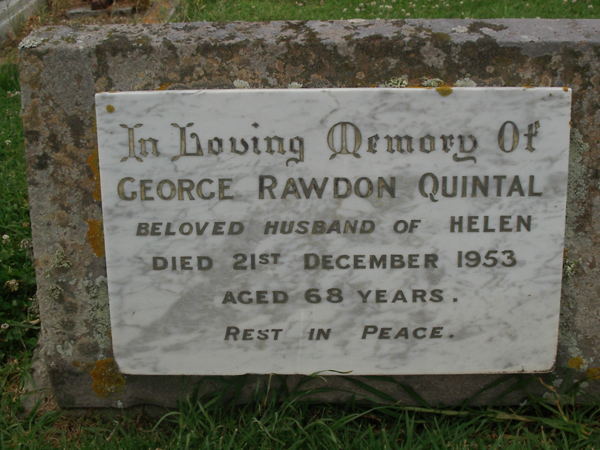 In Loving Memory Of
GEORGE RAWDON QUINTAL
BELOVED HUSBAND OF HELEN
DIED 21ST DECEMBER 1953
AGED 68 YEARS.
REST IN PEACE.